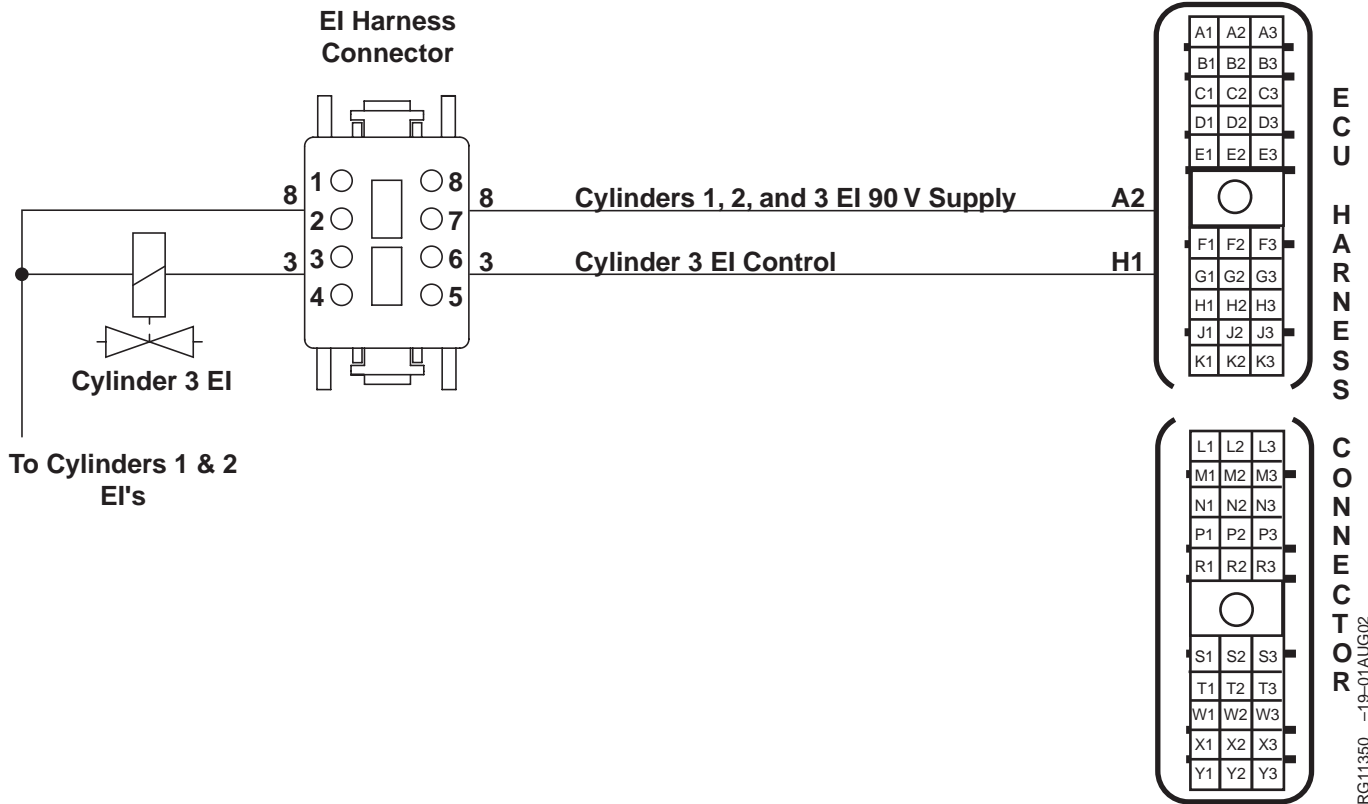 EI Harness
Connector
1 8
2 7
3 6
4 5
8
8
Cylinders 1, 2, and 3 EI 90 V Supply
A2
3
3
Cylinder 3 EI Control
H1
Cylinder 3 EI
To Cylinders 1 & 2
EI's
A1 A2 A3
B1 B2 B3
C1 C2 C3
D1 D2 D3
E1 E2 E3
F1 F2 F3
G1 G2 G3
H1 H2 H3
J1 J2 J3
K1 K2 K3
L1 L2 L3
M1 M2 M3
N1 N2 N3
P1 P2 P3
R1 R2 R3
S1 S2 S3
T1 T2 T3
W1 W2 W3
X1 X2 X3
Y1 Y2 Y3
ECU HARNESS CONNECTOR
RG11350 –19–01AUG02